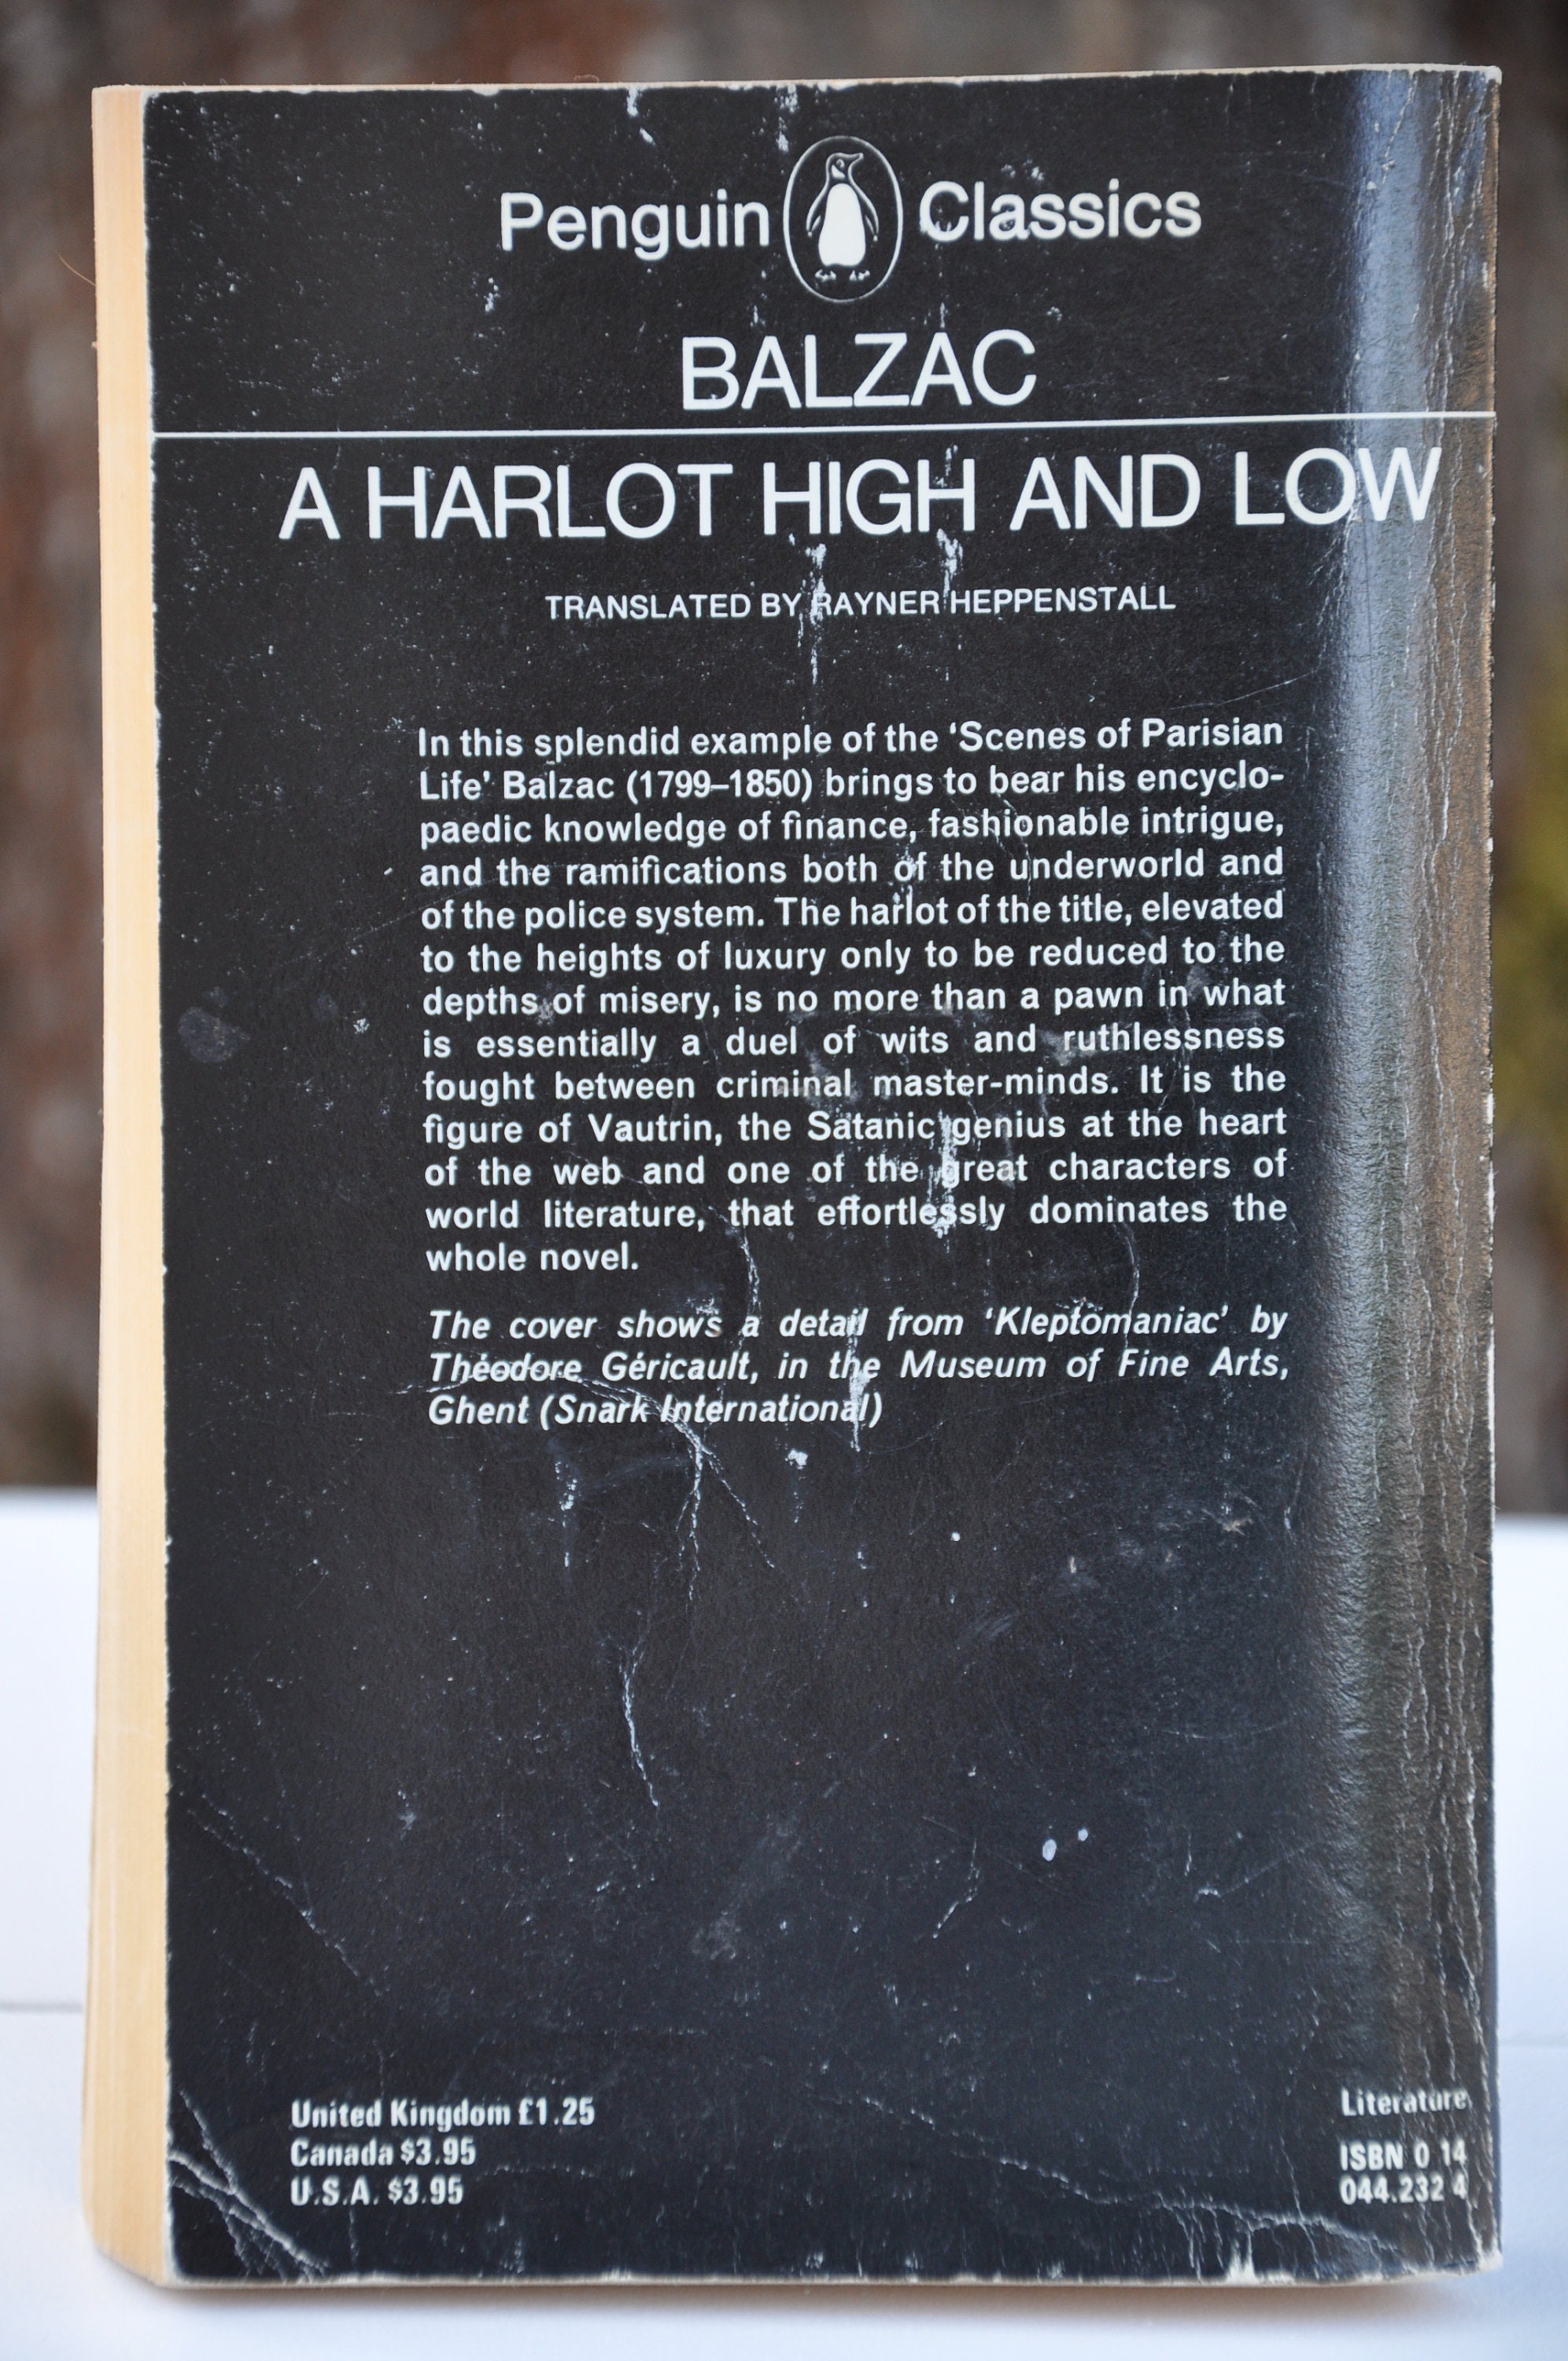 Penguin Classics
BALZAC
A HARLOT HIGH AND LOW
TRANSLATED BY RAYNER HEPPENSTALL
In this splendid example of the ‘Scenes of Parisian
Life’ Balzac (1799–1850) brings to bear his encyclo-
paedic knowledge of finance, fashionable intrigue,
and the ramifications both of the underworld and
of the police system. The harlot of the title, elevated
to the heights of luxury only to be reduced to the
depths of misery, is no more than a pawn in what
is essentially a duel of wits and ruthlessness
fought between criminal master-minds. It is the
figure of Vautrin, the Satanic genius at the heart
of the web and one of the great characters of
world literature, that effortlessly dominates the
whole novel.
The cover shows a detail from ‘Kleptomaniac’ by
Théodore Géricault, in the Museum of Fine Arts,
Ghent (Snark International)
United Kingdom £1.25
Canada $3.95
U.S.A. $3.95
Literature
ISBN 0 14
044.232 4